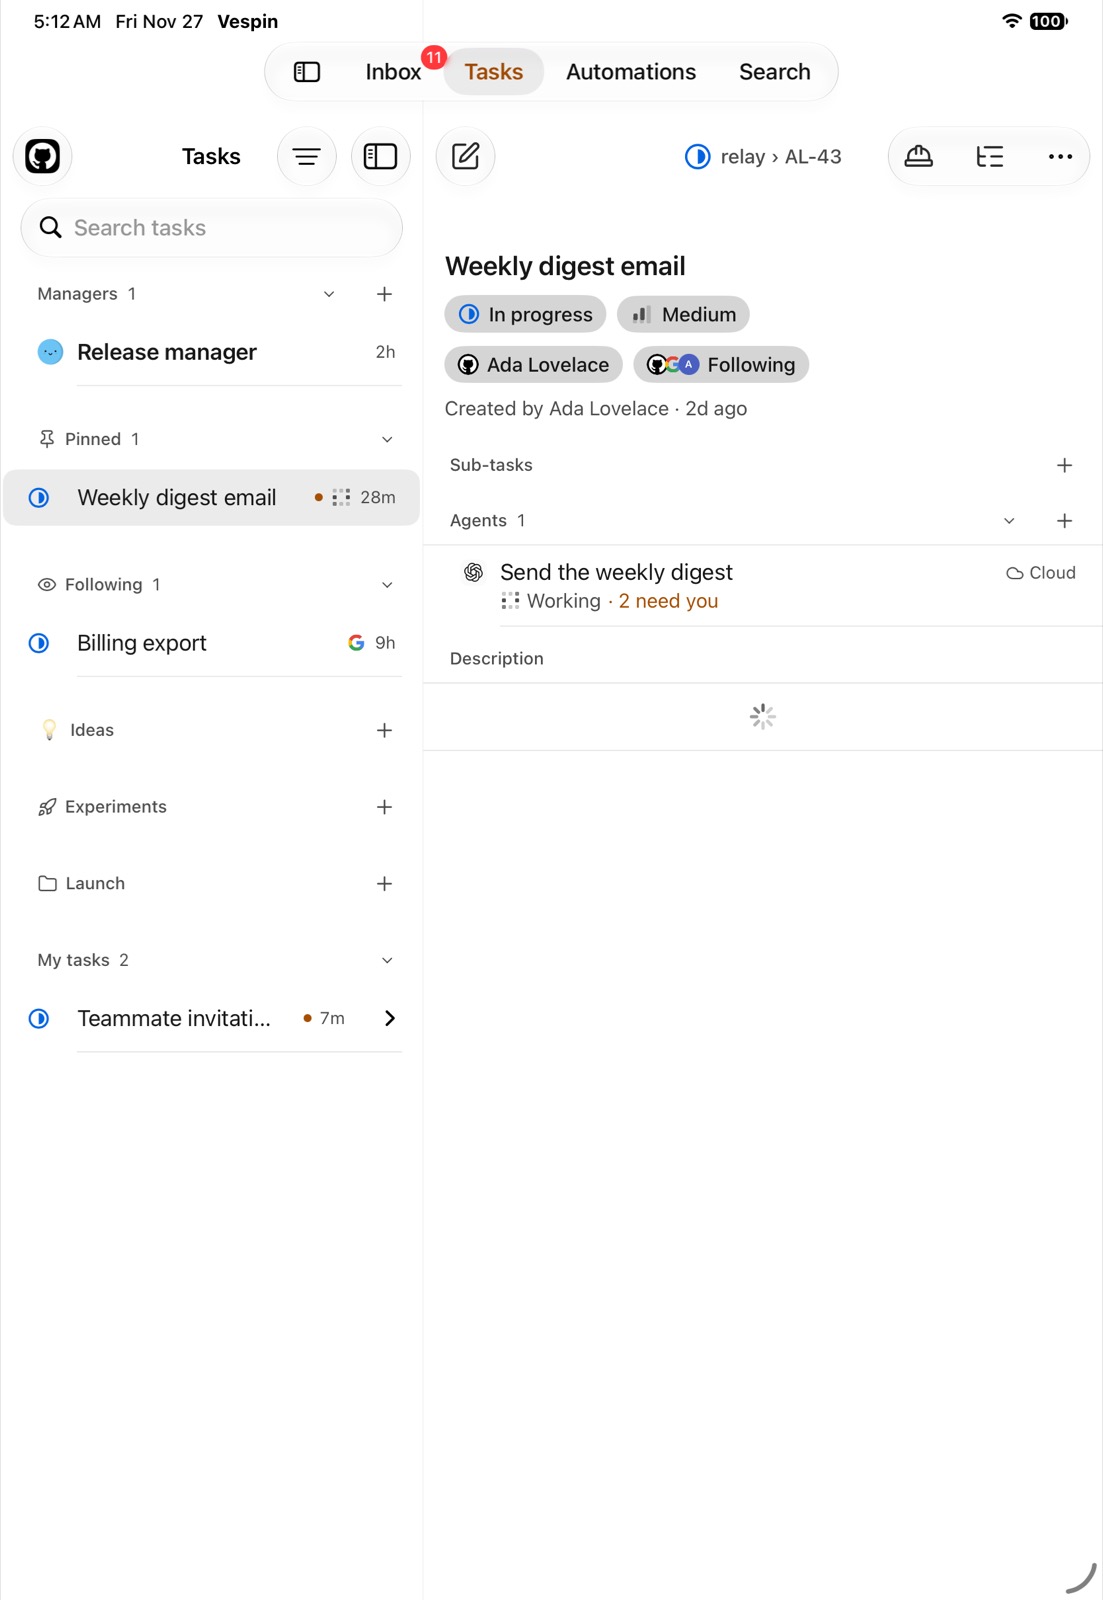 5:12 AM Fri Nov 27 Vespin
100
Inbox 11 Tasks Automations Search
Tasks
relay › AL-43
Search tasks
Managers 1
Release manager 2h
Pinned 1
Weekly digest email 28m
Following 1
Billing export 9h
Ideas
Experiments
Launch
My tasks 2
Teammate invitati... 7m
Weekly digest email
In progress Medium
Ada Lovelace A Following
Created by Ada Lovelace · 2d ago
Sub-tasks
Agents 1
Send the weekly digest Cloud
Working · 2 need you
Description